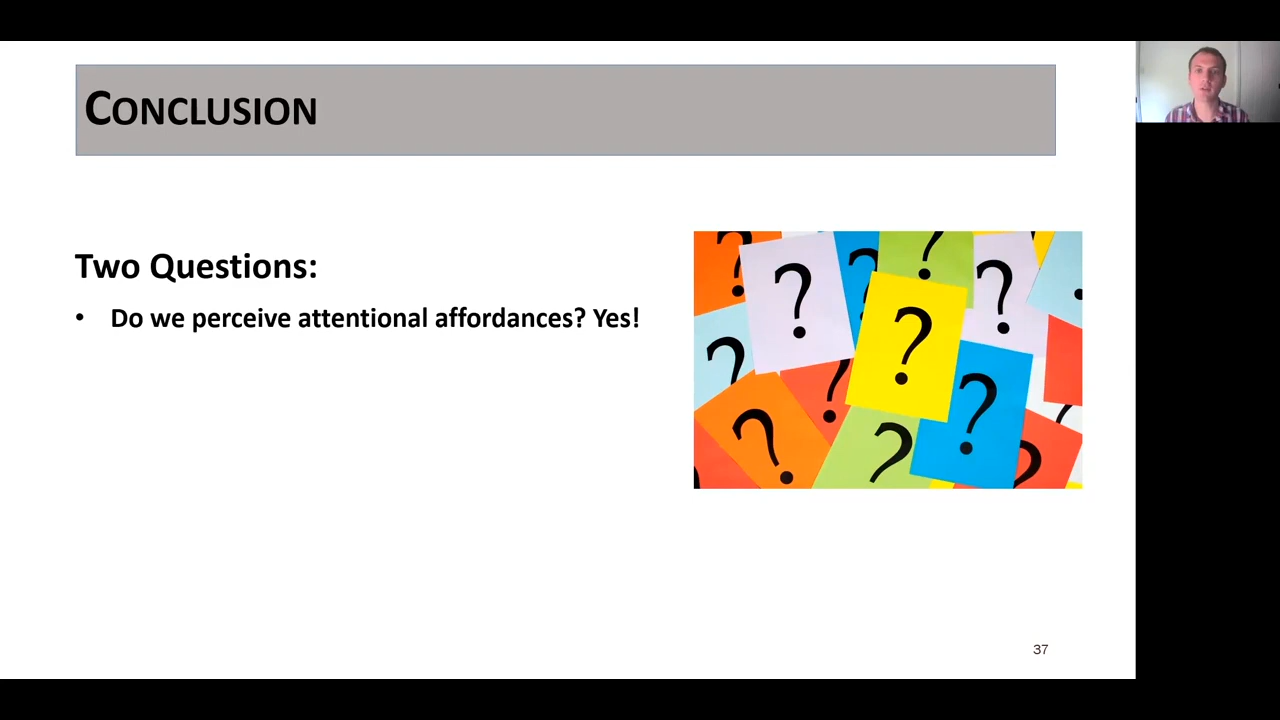 CONCLUSION
Two Questions:
• Do we perceive attentional affordances? Yes!
? ? ? ? ?
? ? ?
? ? ? ? ?
37